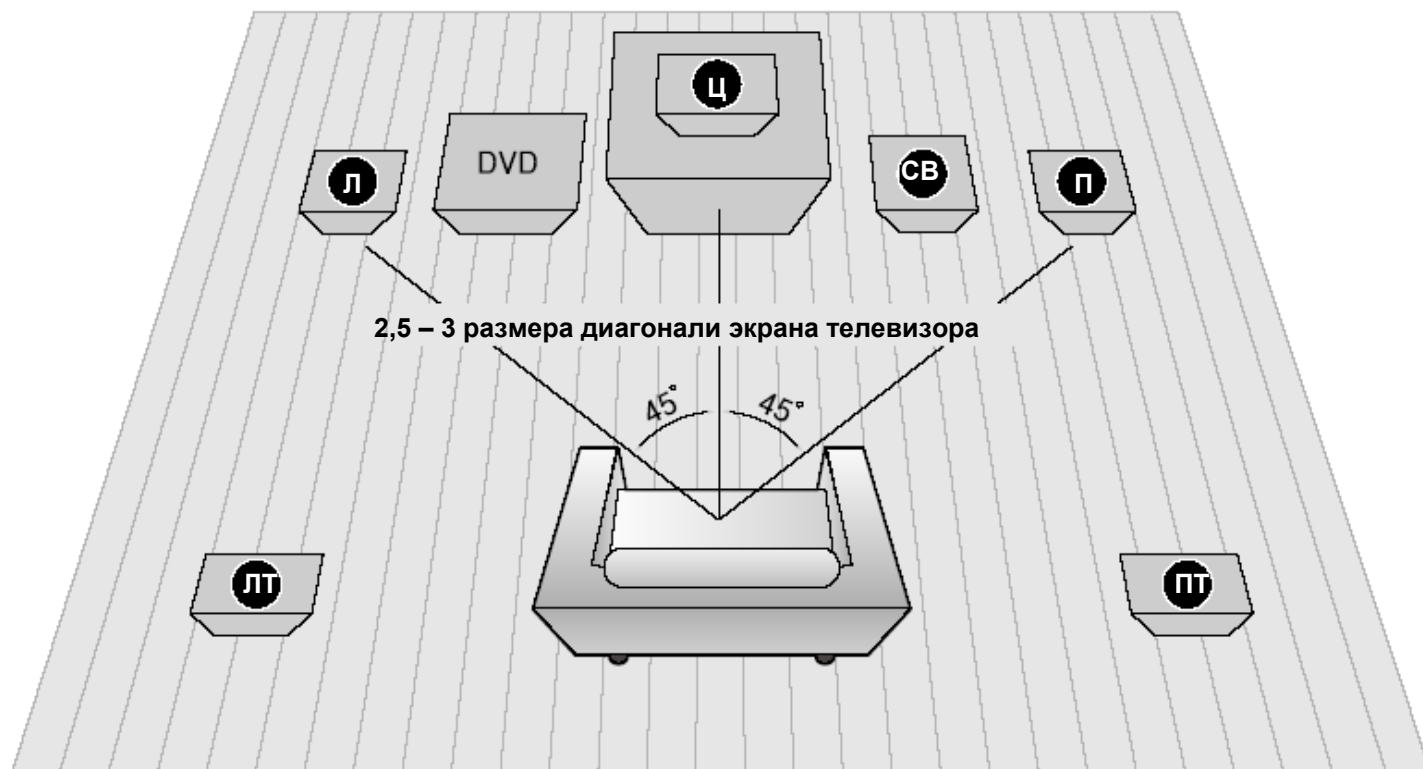 Ц
Л
DVD
СВ
П
2,5 – 3 размера диагонали экрана телевизора
45°
45°
ЛТ
ПТ